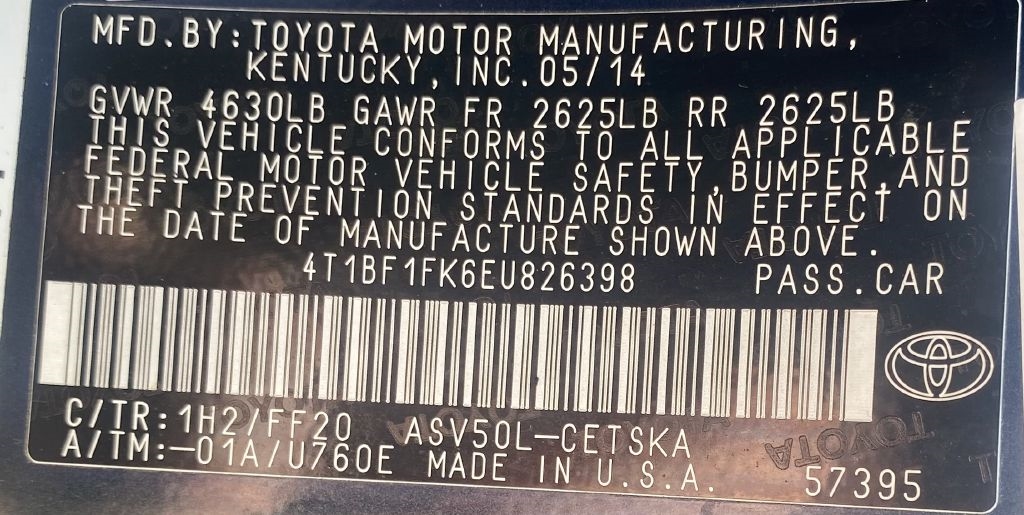 MFD.BY:TOYOTA MOTOR MANUFACTURING,
KENTUCKY,INC.05/14
GVWR 4630LB GAWR FR 2625LB RR 2625LB
THIS VEHICLE CONFORMS TO ALL APPLICABLE
FEDERAL MOTOR VEHICLE SAFETY,BUMPER,AND
THEFT PREVENTION STANDARDS IN EFFECT ON
THE DATE OF MANUFACTURE SHOWN ABOVE.
4T1BF1FK6EU826398 PASS.CAR
C/TR:1H2/FF20 ASV50L-CETSKA
A/TM:-01A/U760E MADE IN U.S.A. 57395
TOYOTA